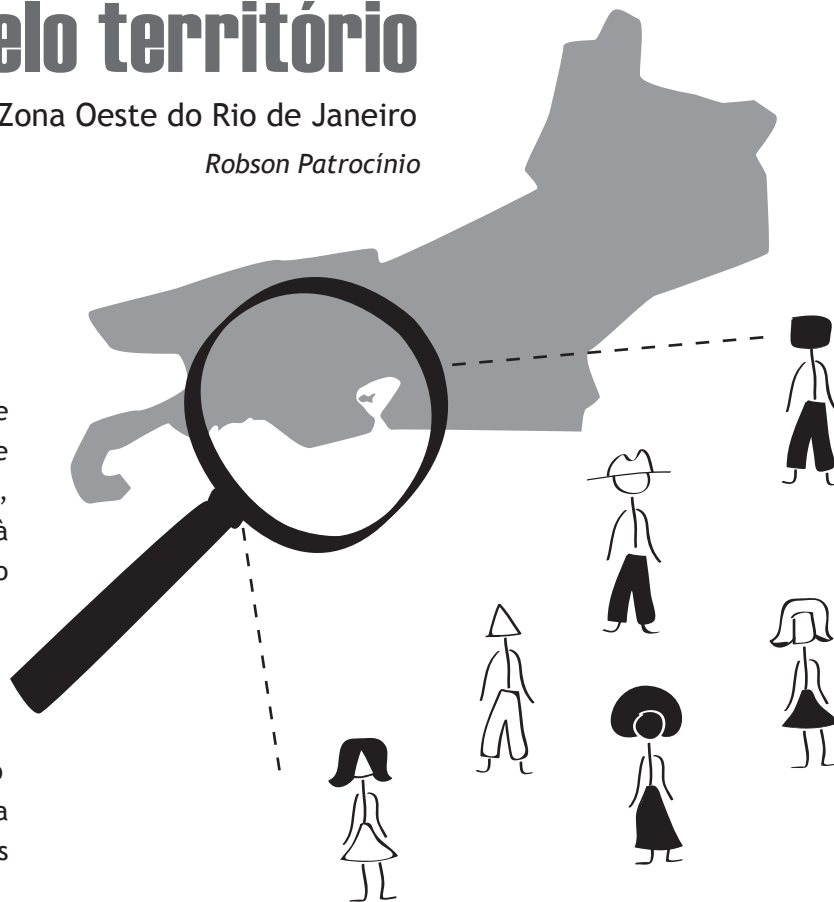 elo território
Zona Oeste do Rio de Janeiro
Robson Patrocínio
e
e
,
à
o
o
a
s